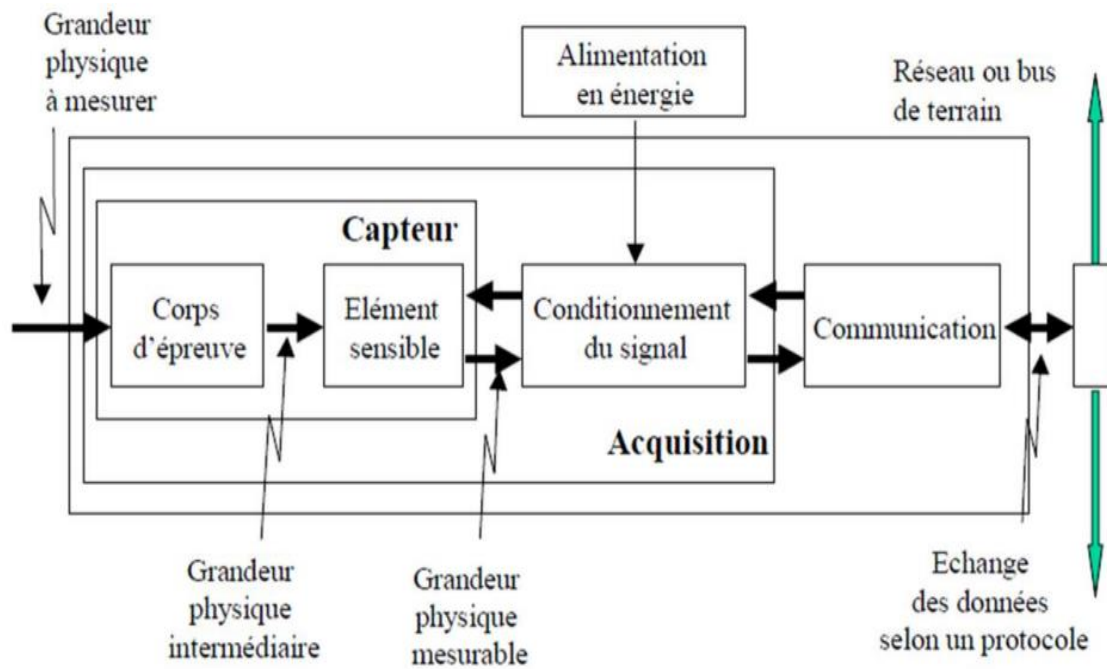 Grandeur
physique
à mesurer
Alimentation
en énergie
Réseau ou bus
de terrain
Capteur
Corps
d'épreuve
Elément
sensible
Conditionnement
du signal
Communication
Acquisition
Grandeur
physique
intermédiaire
Grandeur
physique
mesurable
Echange
des données
selon un protocole